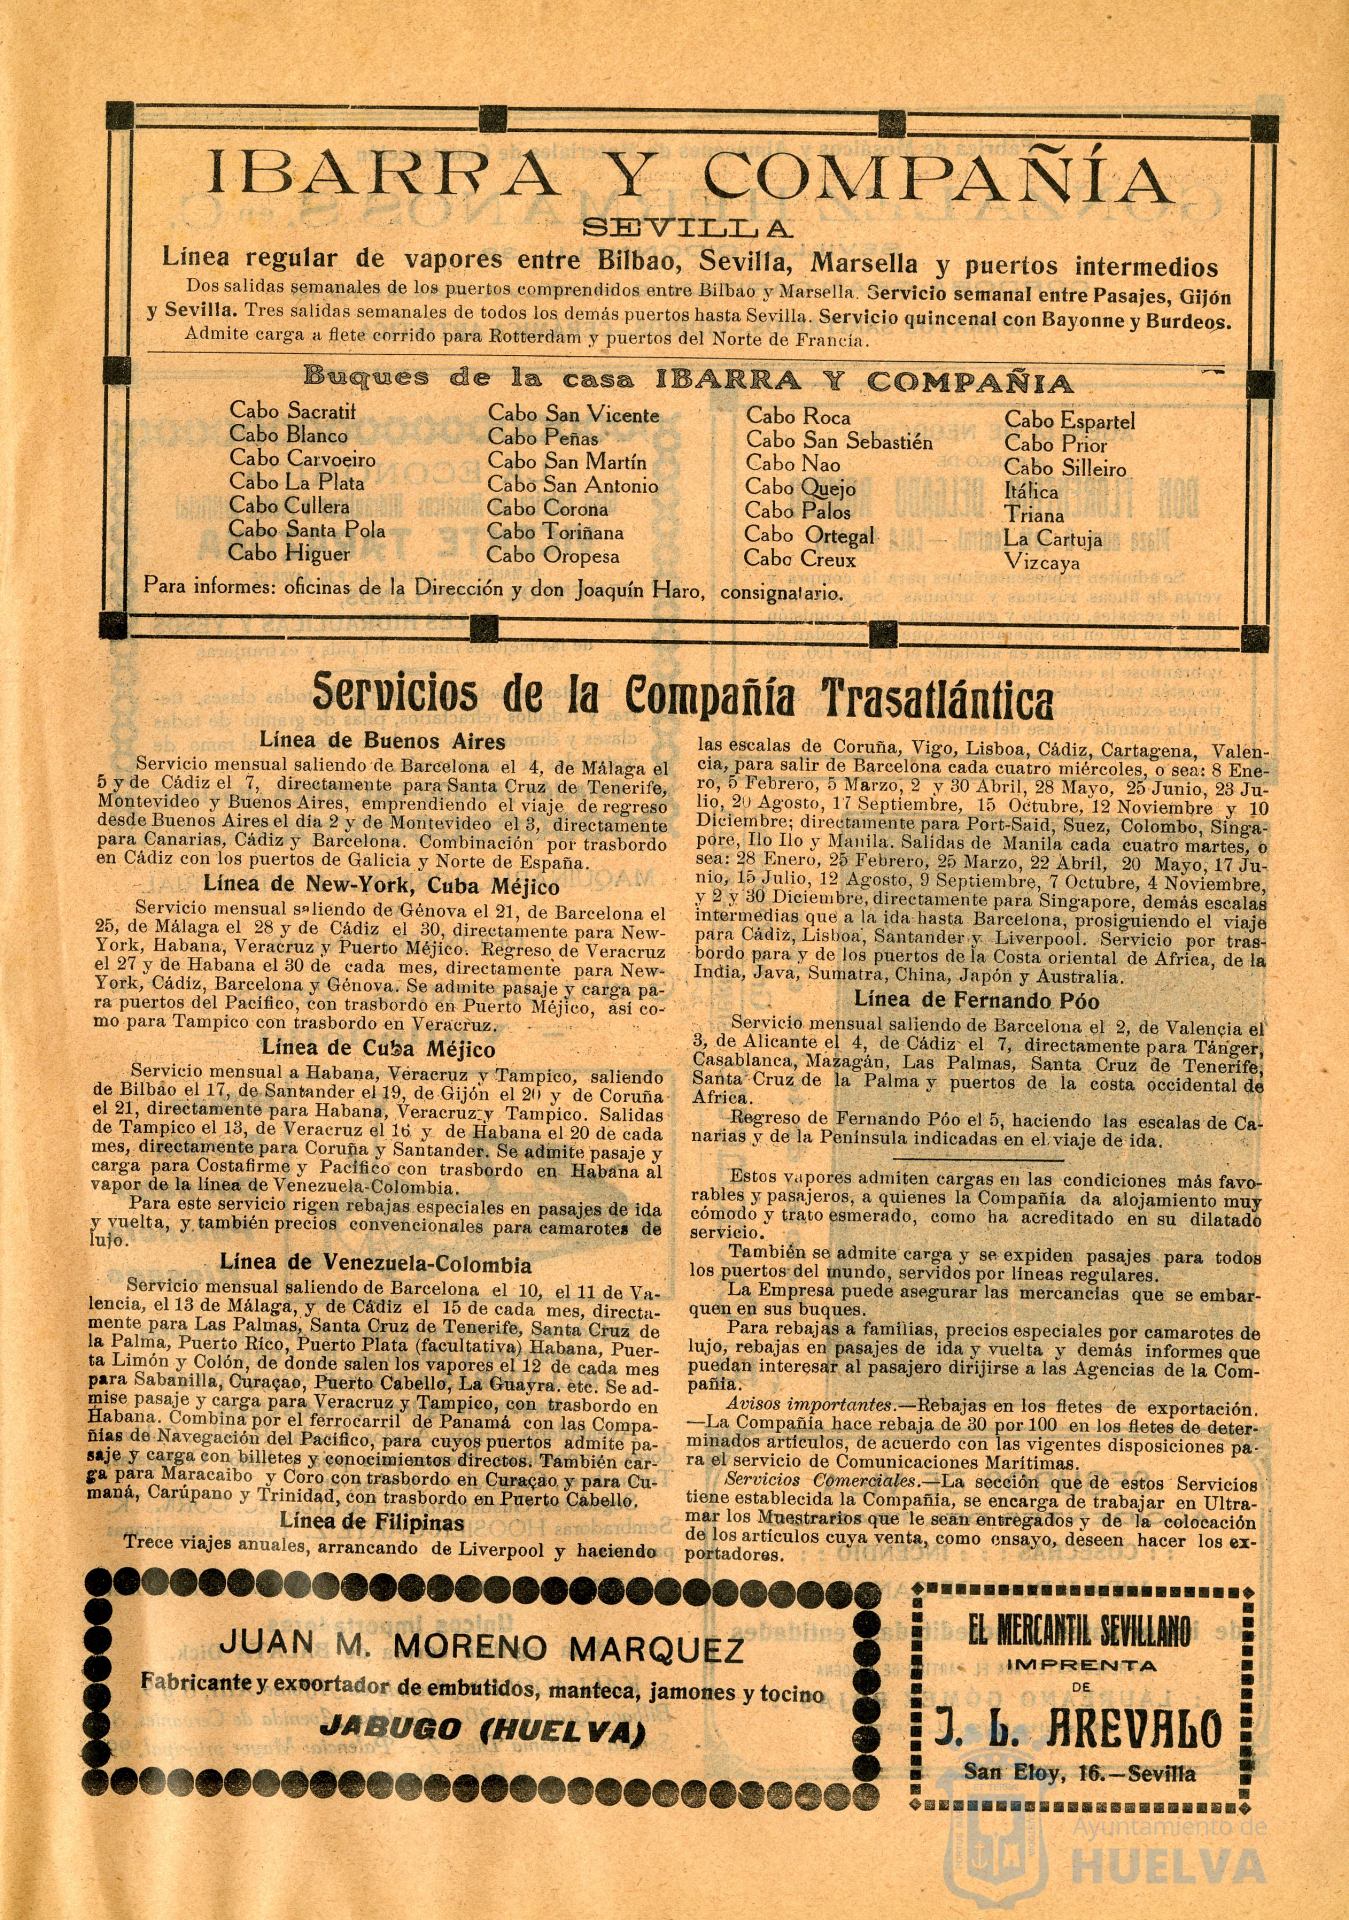 IBARRA Y COMPAÑÍA
SEVILLA
Línea regular de vapores entre Bilbao, Sevilla, Marsella y puertos intermedios
Dos salidas semanales de los puertos comprendidos entre Bilbao y Marsella. Servicio semanal entre Pasajes, Gijón
y Sevilla. Tres salidas semanales de todos los demás puertos hasta Sevilla. Servicio quincenal con Bayonne y Burdeos.
Admite carga a flete corrido para Rotterdam y puertos del Norte de Francia.
Buques de la casa IBARRA Y COMPAÑIA
Cabo Sacratif
Cabo Blanco
Cabo Carvoeiro
Cabo La Plata
Cabo Cullera
Cabo Santa Pola
Cabo Higuer
Cabo San Vicente
Cabo Peñas
Cabo San Martín
Cabo San Antonio
Cabo Corona
Cabo Toriñana
Cabo Oropesa
Cabo Roca
Cabo San Sebastién
Cabo Nao
Cabo Quejo
Cabo Palos
Cabo Ortegal
Cabo Creux
Cabo Espartel
Cabo Prior
Cabo Silleiro
Itálica
Triana
La Cartuja
Vizcaya
Para informes: oficinas de la Dirección y don Joaquín Haro, consignatario.
Servicios de la Compañía Trasatlántica
Línea de Buenos Aires
Servicio mensual saliendo de Barcelona el 4, de Málaga el
5 y de Cádiz el 7, directamente para Santa Cruz de Tenerife,
Montevideo y Buenos Aires, emprendiendo el viaje de regreso
desde Buenos Aires el día 2 y de Montevideo el 3, directamente
para Canarias, Cádiz y Barcelona. Combinación por trasbordo
en Cádiz con los puertos de Galicia y Norte de España.
Línea de New-York, Cuba Méjico
Servicio mensual saliendo de Génova el 21, de Barcelona el
25, de Málaga el 28 y de Cádiz el 30, directamente para New-
York, Habana, Veracruz y Puerto Méjico. Regreso de Veracruz
el 27 y de Habana el 30 de cada mes, directamente para New-
York, Cádiz, Barcelona y Génova. Se admite pasaje y carga pa-
ra puertos del Pacífico, con trasbordo en Puerto Méjico, así co-
mo para Tampico con trasbordo en Veracruz.
Línea de Cuba Méjico
Servicio mensual a Habana, Veracruz y Tampico, saliendo
de Bilbao el 17, de Santander el 19, de Gijón el 20 y de Coruña
el 21, directamente para Habana, Veracruz y Tampico. Salidas
de Tampico el 13, de Veracruz el 16 y de Habana el 20 de cada
mes, directamente para Coruña y Santander. Se admite pasaje y
carga para Costafirme y Pacífico con trasbordo en Habana al
vapor de la línea de Venezuela-Colombia.
Para este servicio rigen rebajas especiales en pasajes de ida
y vuelta, y también precios convencionales para camarotes de
lujo.
Línea de Venezuela-Colombia
Servicio mensual saliendo de Barcelona el 10, el 11 de Va-
lencia, el 13 de Málaga, y de Cádiz el 15 de cada mes, directa-
mente para Las Palmas, Santa Cruz de Tenerife, Santa Cruz de
la Palma, Puerto Rico, Puerto Plata (facultativa) Habana, Puer-
ta Limón y Colón, de donde salen los vapores el 12 de cada mes
para Sabanilla, Curaçao, Puerto Cabello, La Guayra. etc. Se ad-
mise pasaje y carga para Veracruz y Tampico, con trasbordo en
Habana. Combina por el ferrocarril de Panamá con las Compa-
ñías de Navegación del Pacífico, para cuyos puertos admite pa-
saje y carga con billetes y conocimientos directos. También car-
ga para Maracaibo y Coro con trasbordo en Curaçao y para Cu-
maná, Carúpano y Trinidad, con trasbordo en Puerto Cabello.
Línea de Filipinas
Trece viajes anuales, arrancando de Liverpool y haciendo
las escalas de Coruña, Vigo, Lisboa, Cádiz, Cartagena, Valen-
cia, para salir de Barcelona cada cuatro miércoles, o sea: 8 Ene-
ro, 5 Febrero, 5 Marzo, 2 y 30 Abril, 28 Mayo, 25 Junio, 23 Ju-
lio, 20 Agosto, 17 Septiembre, 15 Octubre, 12 Noviembre y 10
Diciembre; directamente para Port-Said, Suez, Colombo, Singa-
pore, Ilo Ilo y Manila. Salidas de Manila cada cuatro martes, o
sea: 28 Enero, 25 Febrero, 25 Marzo, 22 Abril, 20 Mayo, 17 Ju-
nio, 15 Julio, 12 Agosto, 9 Septiembre, 7 Octubre, 4 Noviembre,
y 2 y 30 Diciembre, directamente para Singapore, demás escalas
intermedias que a la ida hasta Barcelona, prosiguiendo el viaje
para Cádiz, Lisboa, Santander y Liverpool. Servicio por tras-
bordo para y de los puertos de la Costa oriental de Africa, de la
India, Java, Sumatra, China, Japón y Australia.
Línea de Fernando Póo
Servicio mensual saliendo de Barcelona el 2, de Valencia el
3, de Alicante el 4, de Cádiz el 7, directamente para Tánger,
Casablanca, Mazagán, Las Palmas, Santa Cruz de Tenerife,
Santa Cruz de la Palma y puertos de la costa occidental de
Africa.
Regreso de Fernando Póo el 5, haciendo las escalas de Ca-
narias y de la Península indicadas en el viaje de ida.
Estos vapores admiten cargas en las condiciones más favo-
rables y pasajeros, a quienes la Compañía da alojamiento muy
cómodo y trato esmerado, como ha acreditado en su dilatado
servicio.
También se admite carga y se expiden pasajes para todos
los puertos del mundo, servidos por líneas regulares.
La Empresa puede asegurar las mercancías que se embar-
quen en sus buques.
Para rebajas a familias, precios especiales por camarotes de
lujo, rebajas en pasajes de ida y vuelta y demás informes que
puedan interesar al pasajero dirijirse a las Agencias de la Com-
pañía.
Avisos importantes.—Rebajas en los fletes de exportación.
—La Compañía hace rebaja de 30 por 100 en los fletes de deter-
minados artículos, de acuerdo con las vigentes disposiciones pa-
ra el servicio de Comunicaciones Marítimas.
Servicios Comerciales.—La sección que de estos Servicios
tiene establecida la Compañía, se encarga de trabajar en Ultra-
mar los Muestrarios que le sean entregados y de la colocación
de los artículos cuya venta, como ensayo, deseen hacer los ex-
portadores.
JUAN M. MORENO MARQUEZ
Fabricante y exportador de embutidos, manteca, jamones y tocino
JABUGO (HUELVA)
EL MERCANTIL SEVILLANO
IMPRENTA
DE
J. L. AREVALO
San Eloy, 16.—Sevilla
Ayuntamiento de
HUELVA